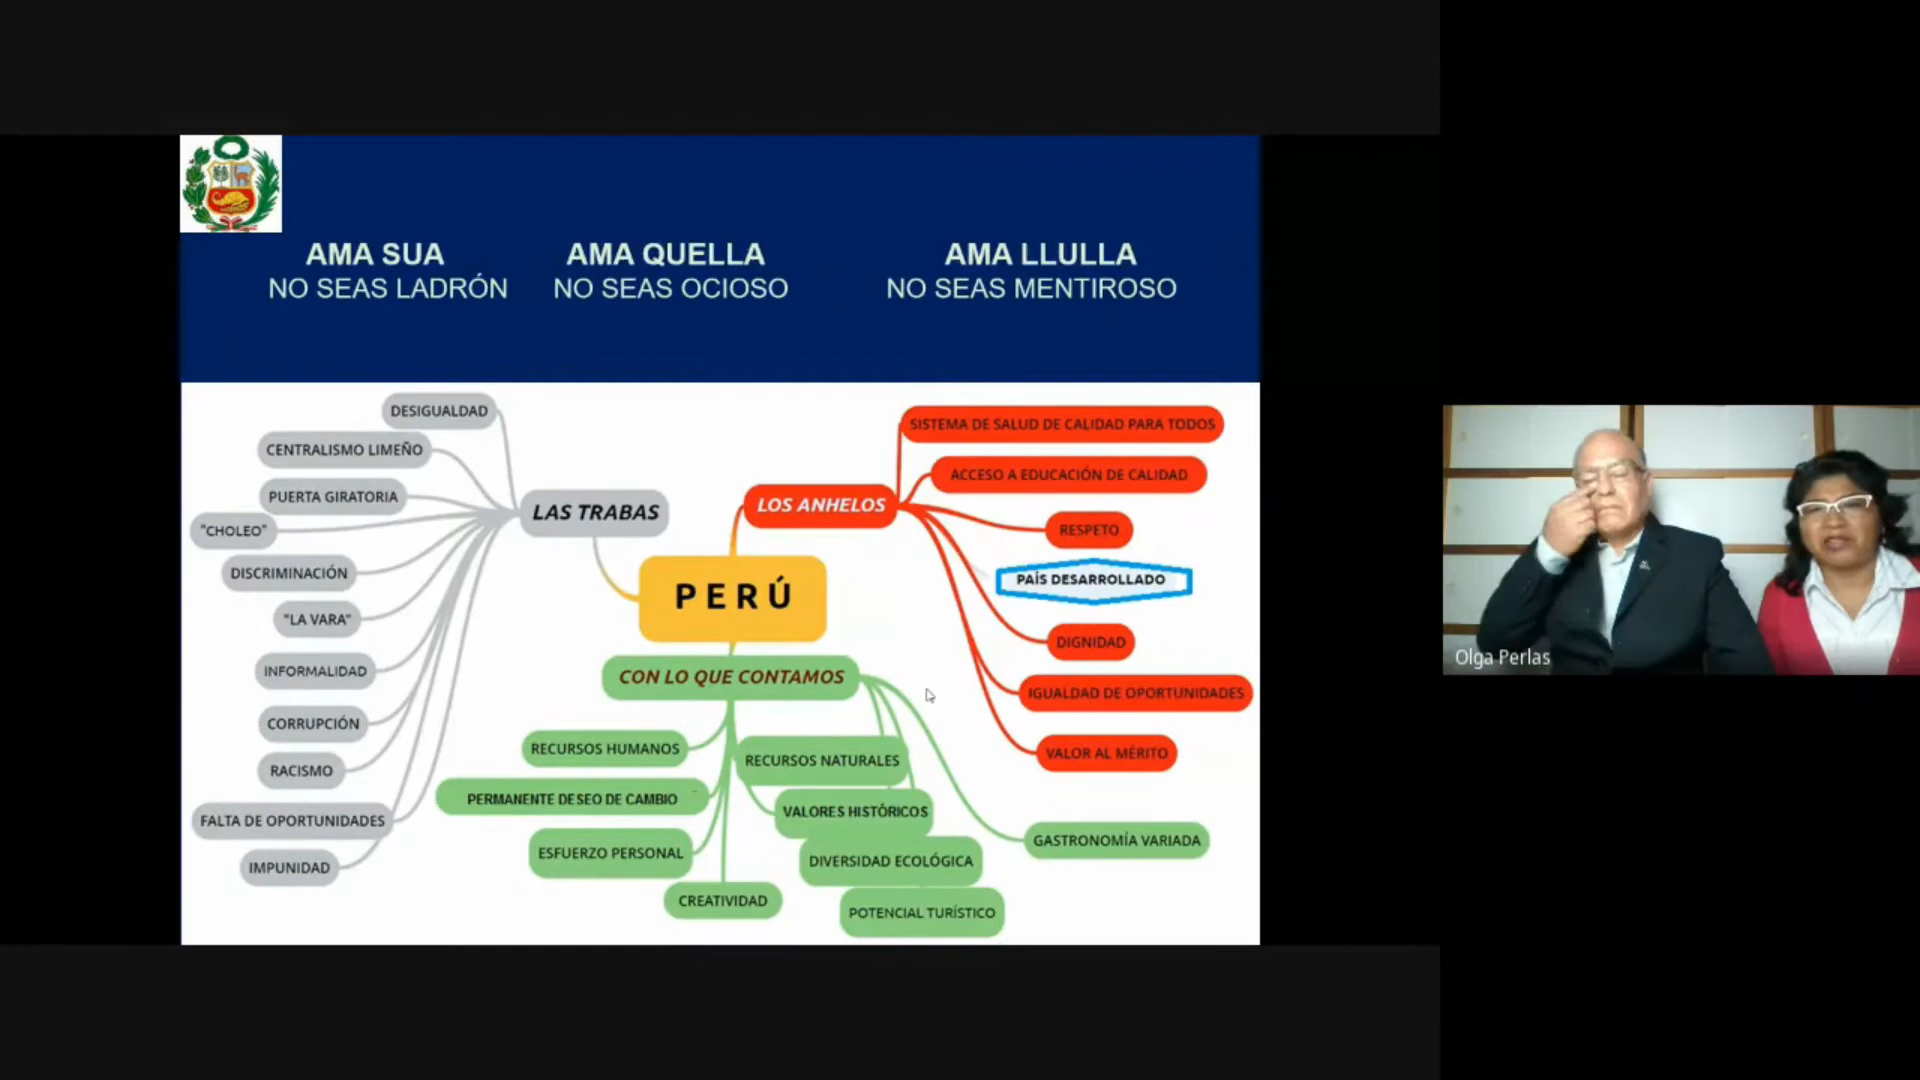 AMA SUA
NO SEAS LADRÓN
AMA QUELLA
NO SEAS OCIOSO
AMA LLULLA
NO SEAS MENTIROSO
PERÚ
LAS TRABAS
DESIGUALDAD
CENTRALISMO LIMEÑO
PUERTA GIRATORIA
"CHOLEO"
DISCRIMINACIÓN
"LA VARA"
INFORMALIDAD
CORRUPCIÓN
RACISMO
FALTA DE OPORTUNIDADES
IMPUNIDAD
LOS ANHELOS
SISTEMA DE SALUD DE CALIDAD PARA TODOS
ACCESO A EDUCACIÓN DE CALIDAD
RESPETO
PAÍS DESARROLLADO
DIGNIDAD
IGUALDAD DE OPORTUNIDADES
VALOR AL MÉRITO
CON LO QUE CONTAMOS
RECURSOS HUMANOS
PERMANENTE DESEO DE CAMBIO
ESFUERZO PERSONAL
CREATIVIDAD
RECURSOS NATURALES
VALORES HISTÓRICOS
DIVERSIDAD ECOLÓGICA
POTENCIAL TURÍSTICO
GASTRONOMÍA VARIADA
Olga Perlas